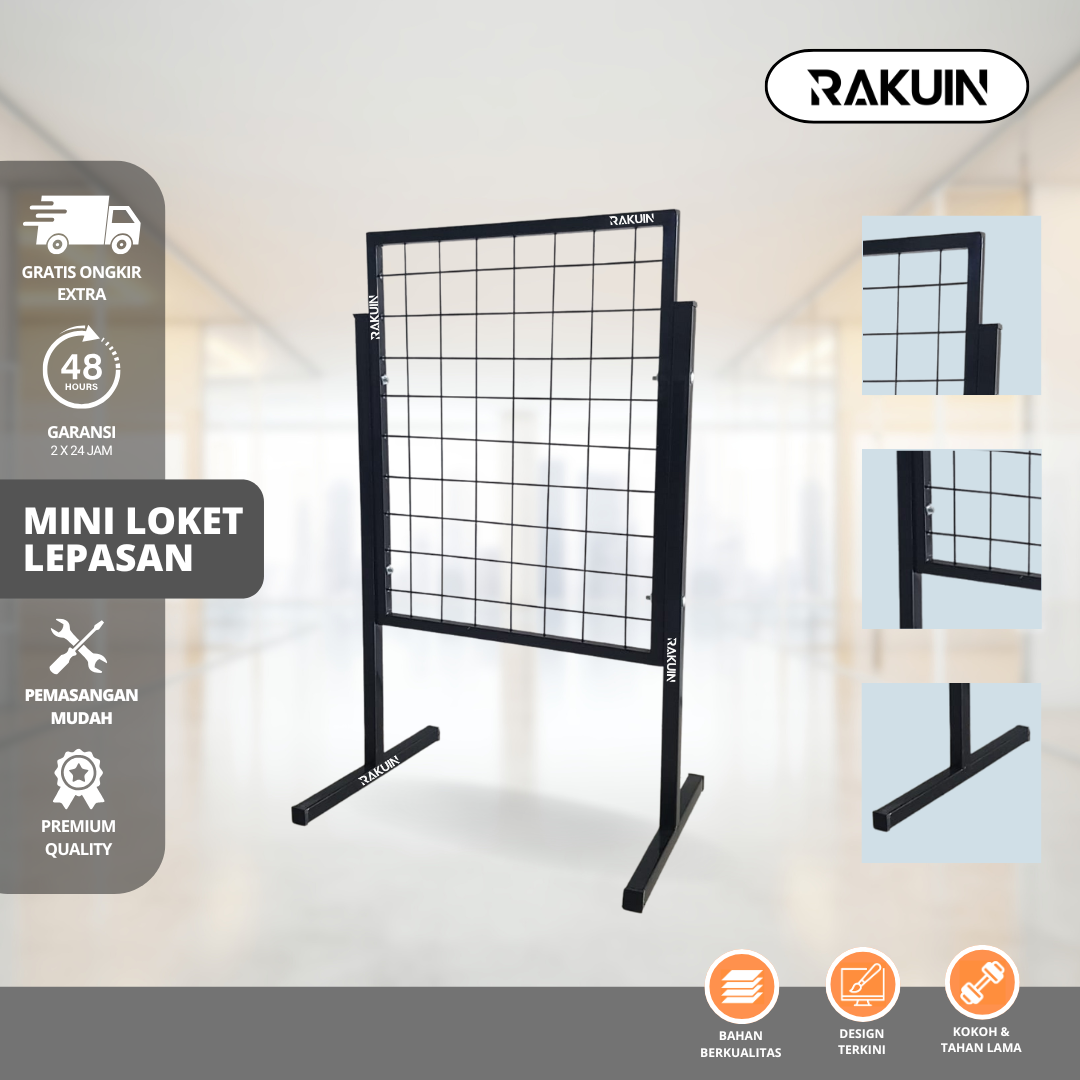 RAKUIN
GRATIS ONGKIR
EXTRA
48
HOURS
GARANSI
2 X 24 JAM
MINI LOKET
LEPASAN
PEMASANGAN
MUDAH
PREMIUM
QUALITY
RAKUIN
RAKUIN
RAKUIN
RAKUIN
BAHAN
BERKUALITAS
DESIGN
TERKINI
KOKOH &
TAHAN LAMA